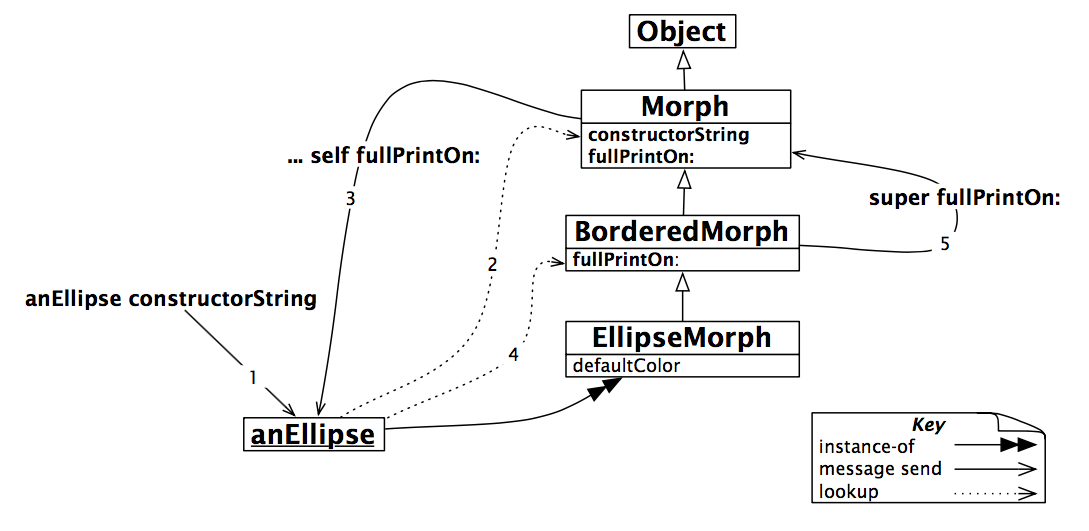 Object
Morph
constructorString
fullPrintOn:
... self fullPrintOn:
3
super fullPrintOn:
BorderedMorph
fullPrintOn:
5
2
anEllipse constructorString
EllipseMorph
defaultColor
4
1
anEllipse
Key
instance-of
message send
lookup